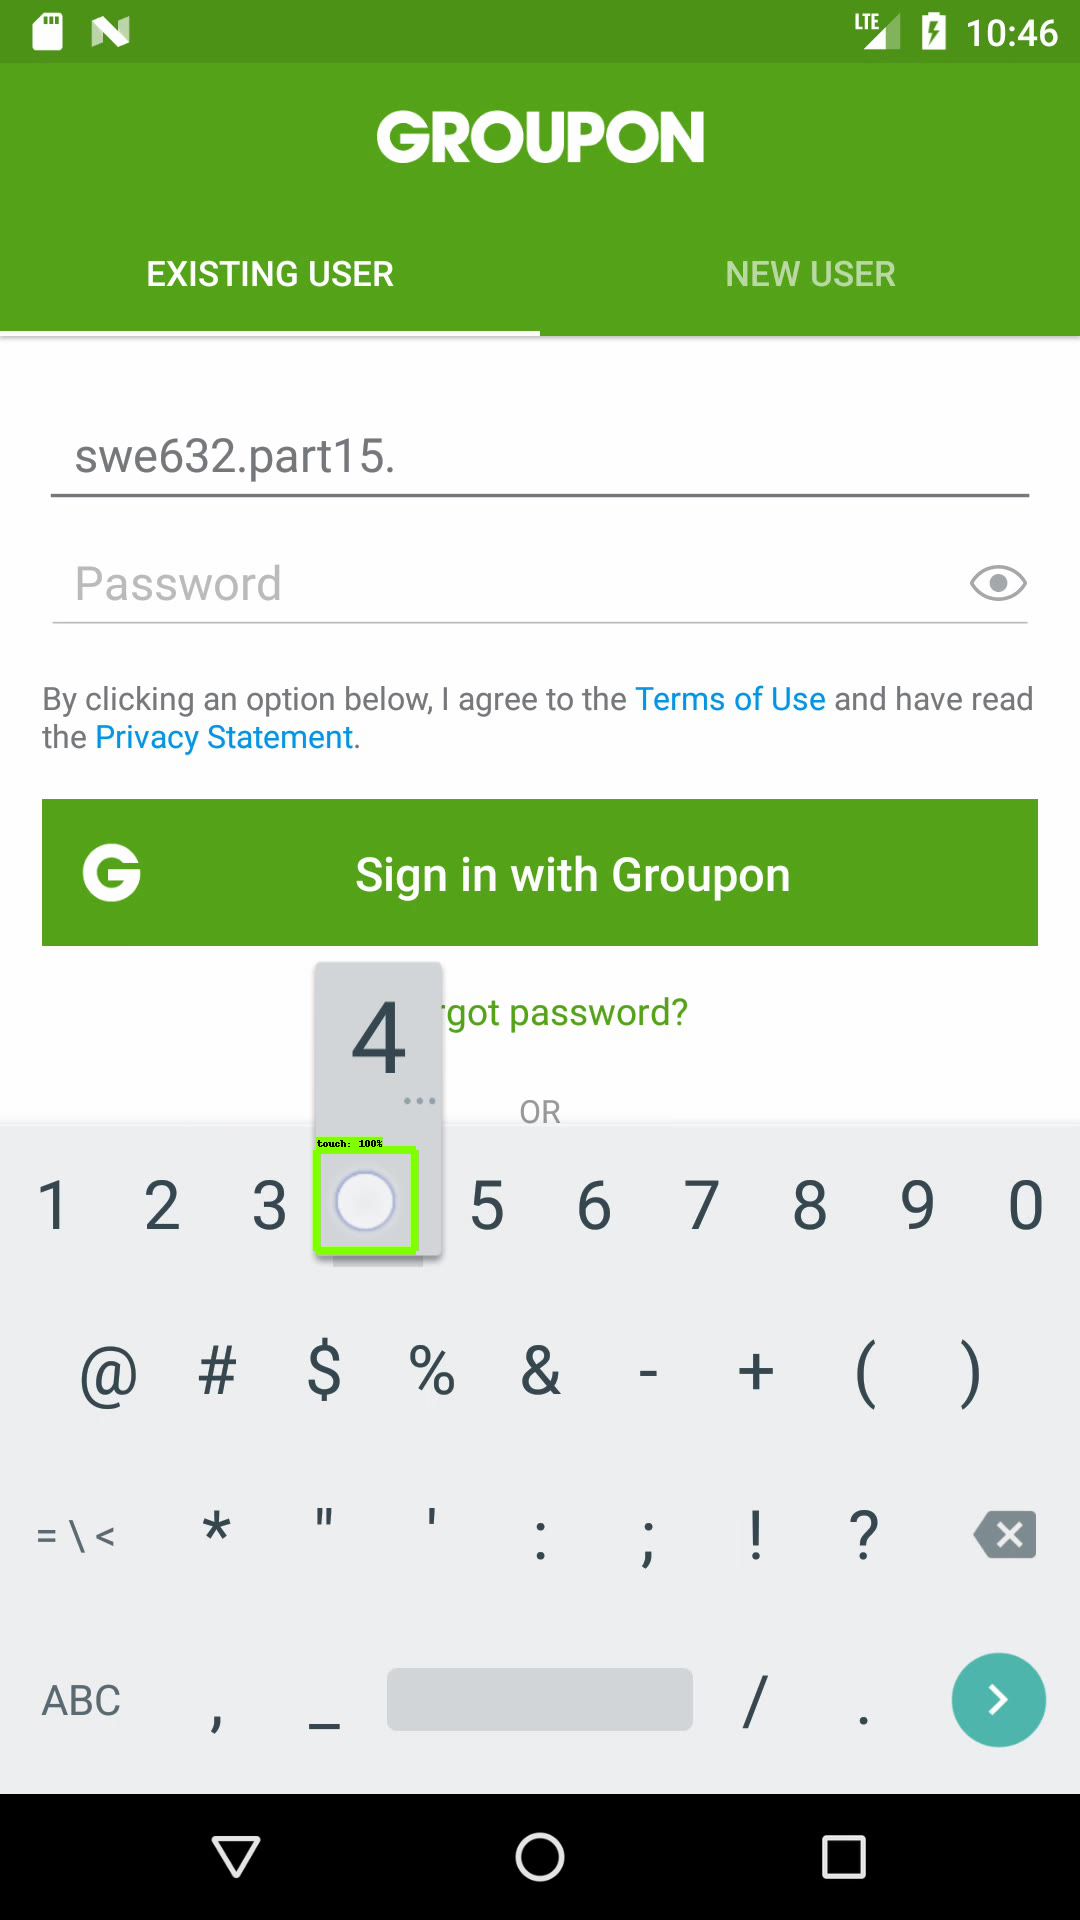 LTE 10:46
GROUPON
EXISTING USER NEW USER
swe632.part15.
Password
By clicking an option below, I agree to the Terms of Use and have read
the Privacy Statement.
G Sign in with Groupon
4
rgot password?
OR
touch: 100%
1 2 3 5 6 7 8 9 0
@ # $ % & - + ( )
= \ < * " ' : ; ! ?
ABC , _ / .